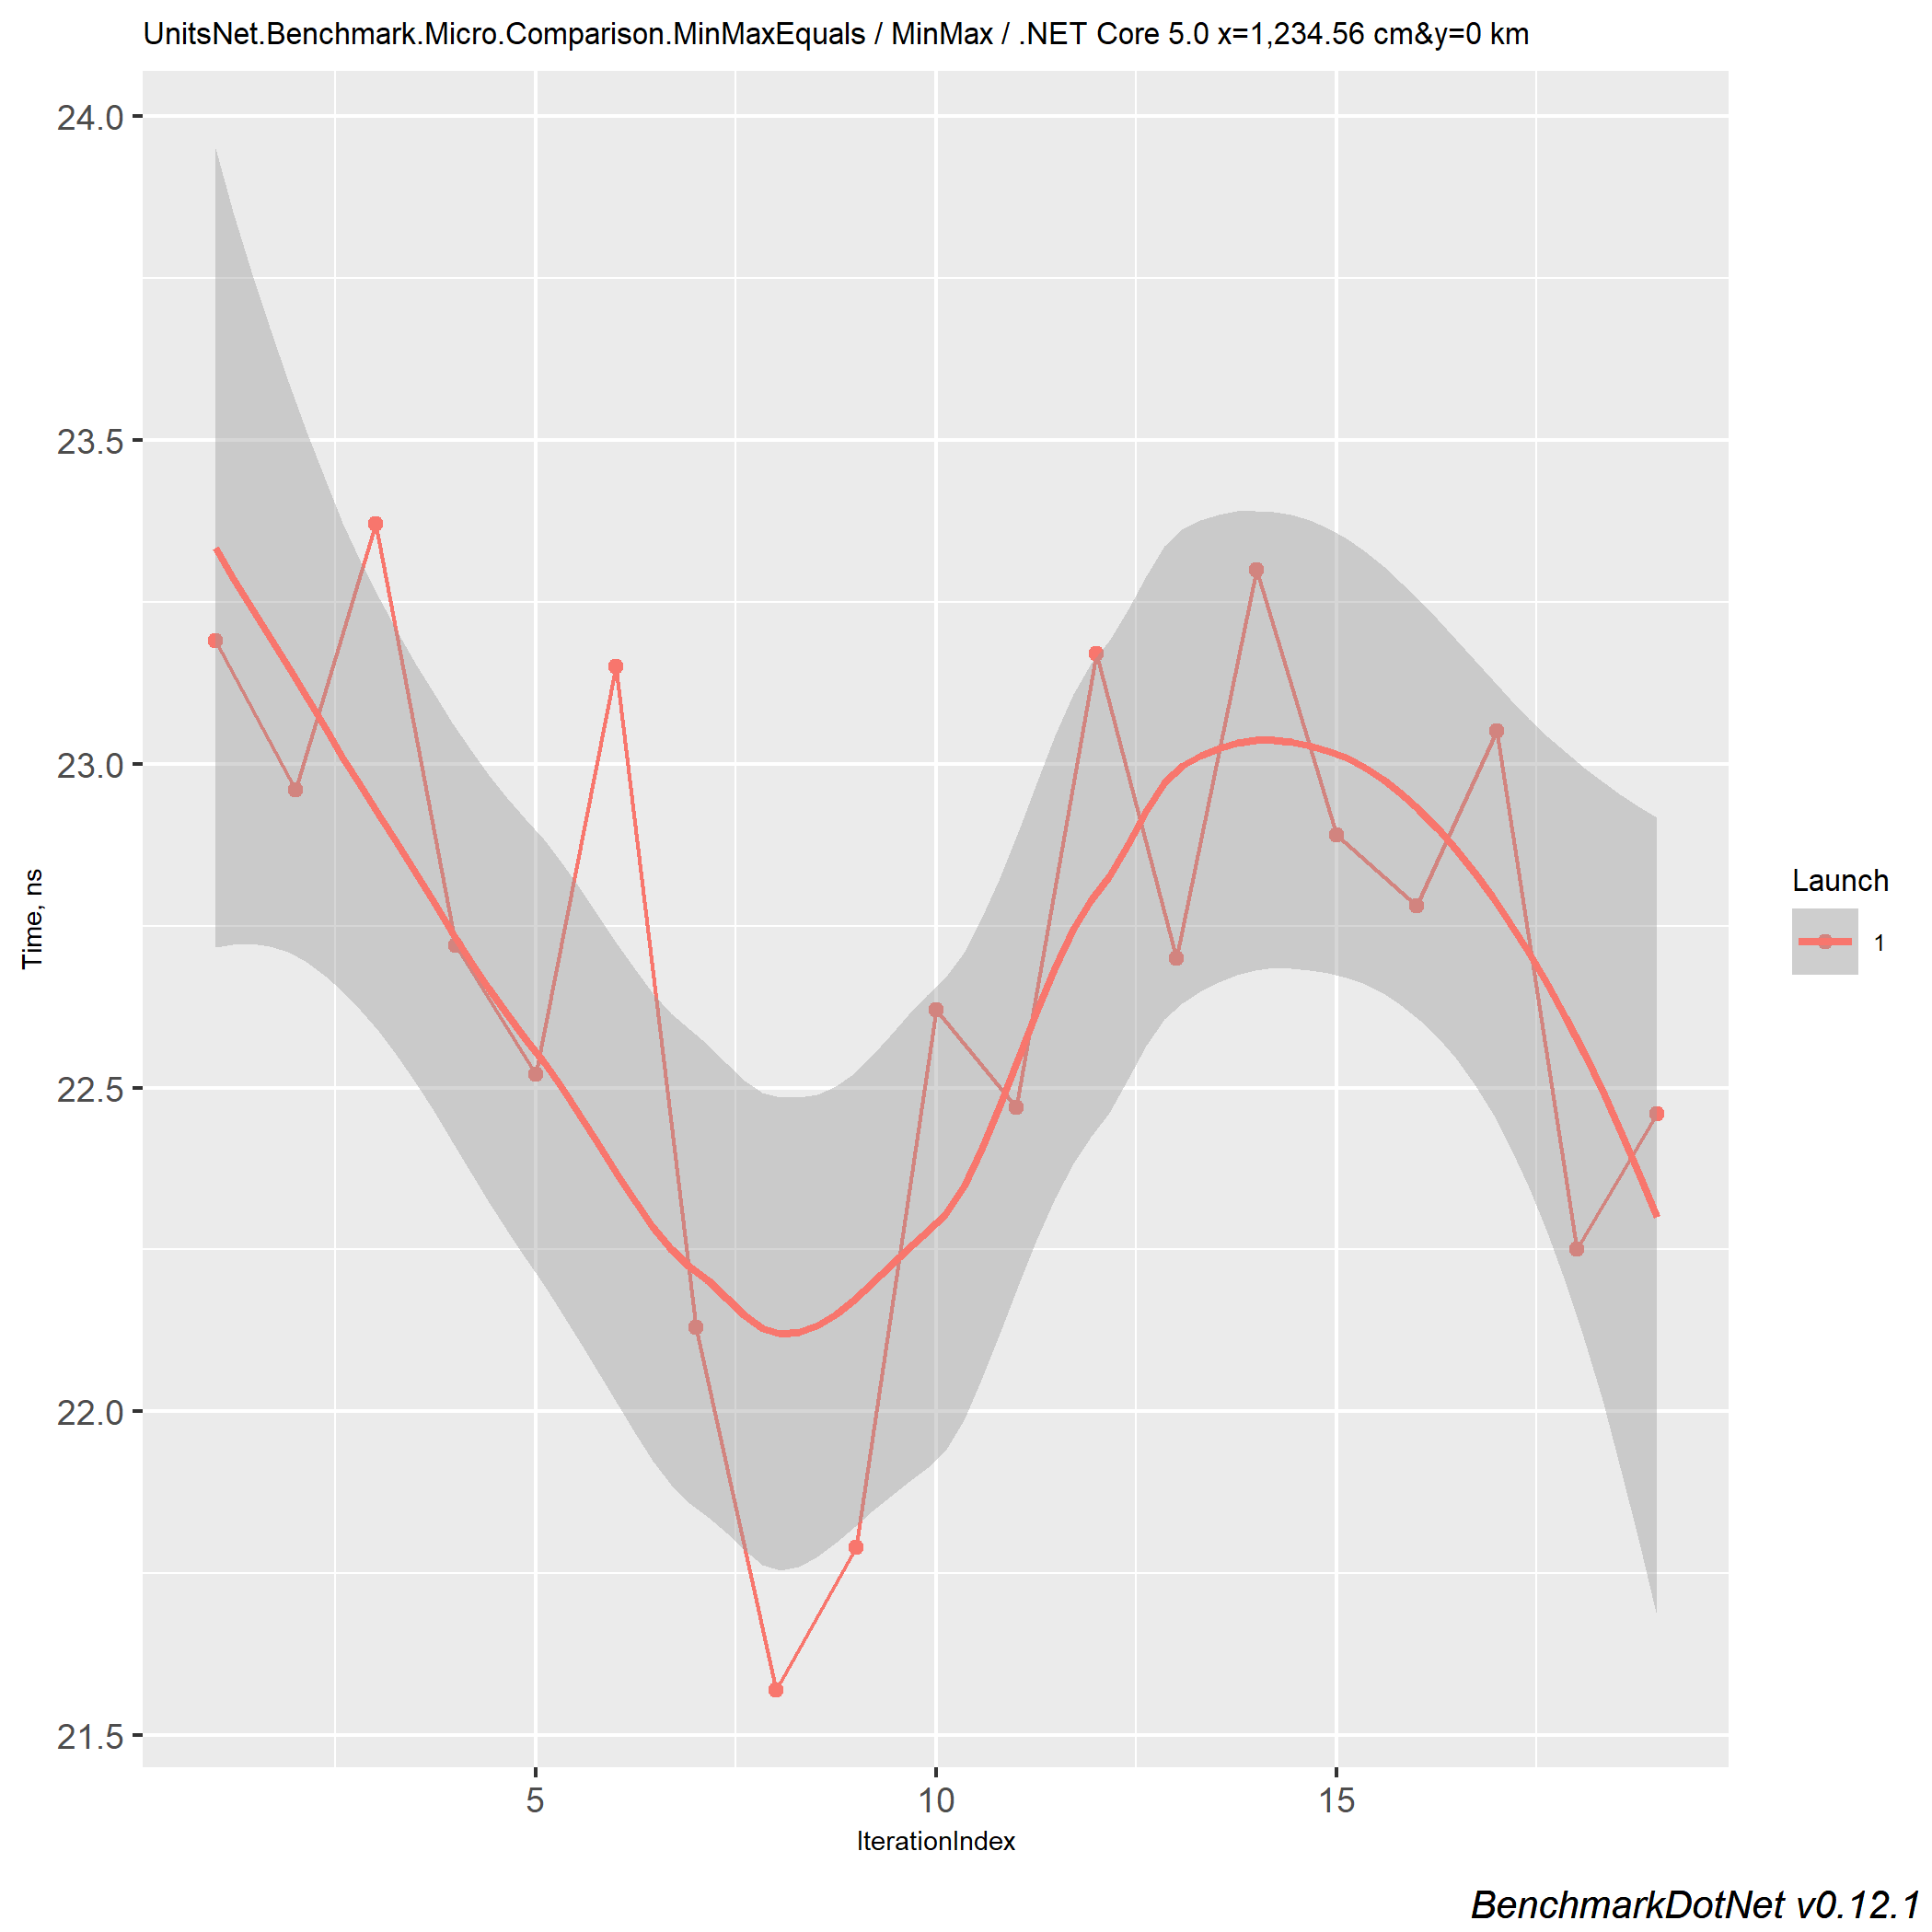 UnitsNet.Benchmark.Micro.Comparison.MinMaxEquals / MinMax / .NET Core 5.0 x=1,234.56 cm&y=0 km
24.0
23.5
23.0
22.5
22.0
21.5
Time, ns
5 10 15
IterationIndex
Launch
1
BenchmarkDotNet v0.12.1